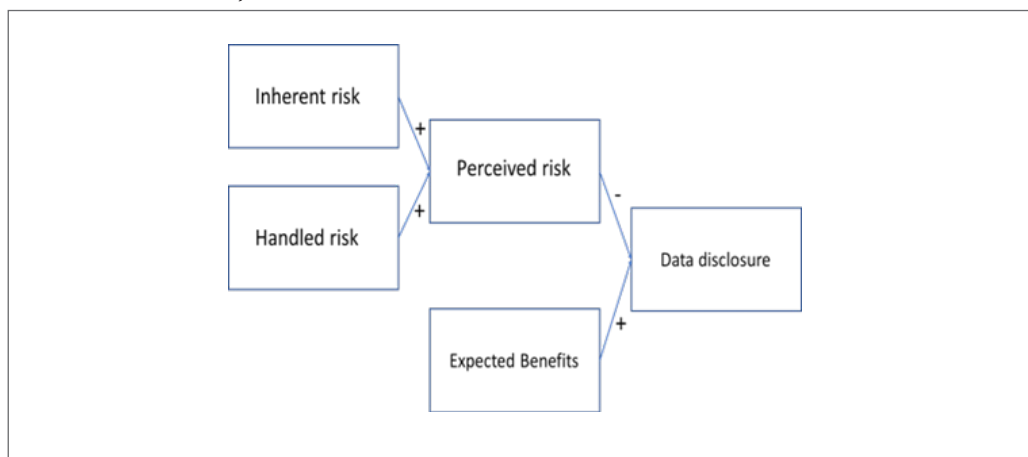 Inherent risk
+
Perceived risk
+
Handled risk
-
Data disclosure
+
Expected Benefits